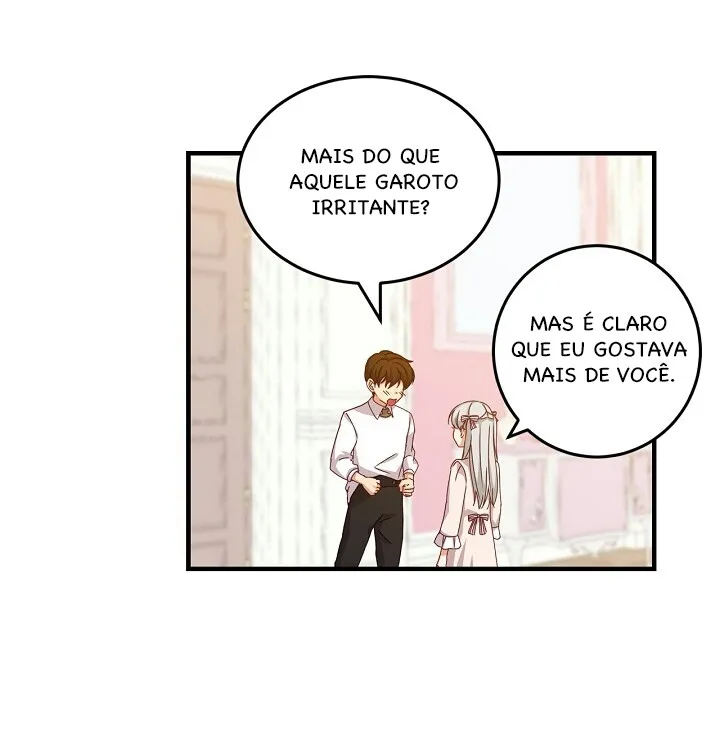 MAIS DO QUE
AQUELE GAROTO
IRRITANTE?
MAS É CLARO
QUE EU GOSTAVA
MAIS DE VOCÊ.